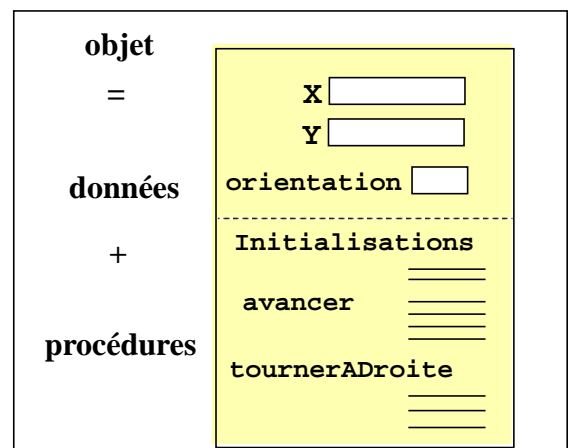 objet
=
données
+
procédures
X
Y
orientation
Initialisations
avancer
tournerADroite